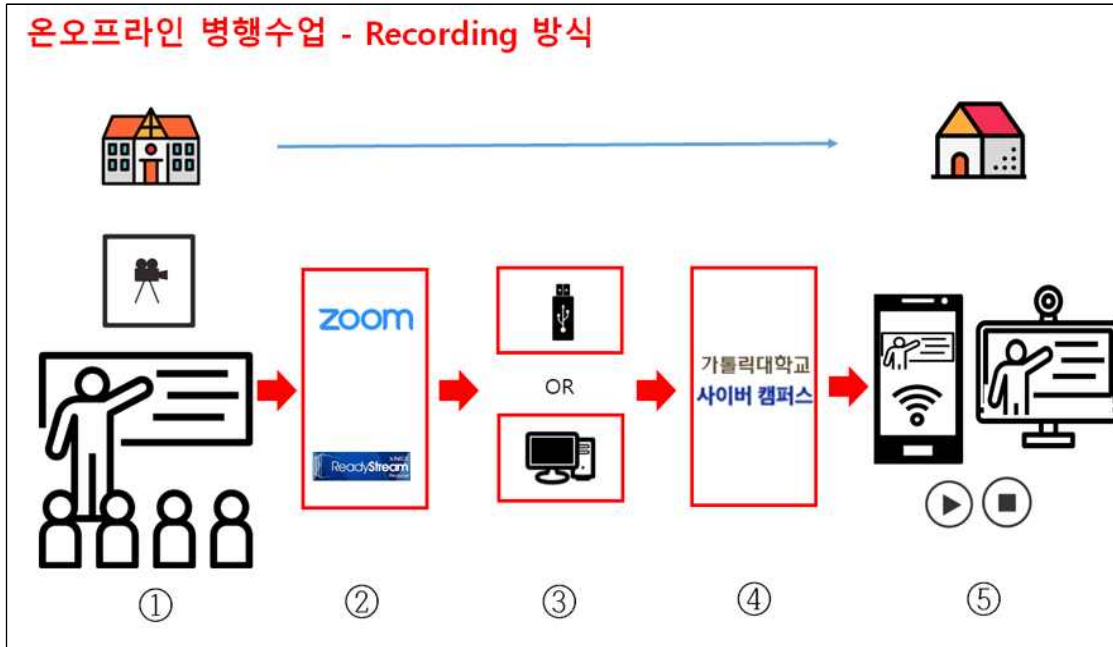 온오프라인 병행수업 - Recording 방식
zoom
ReadyStream
OR
가톨릭대학교
사이버 캠퍼스
① ② ③ ④ ⑤